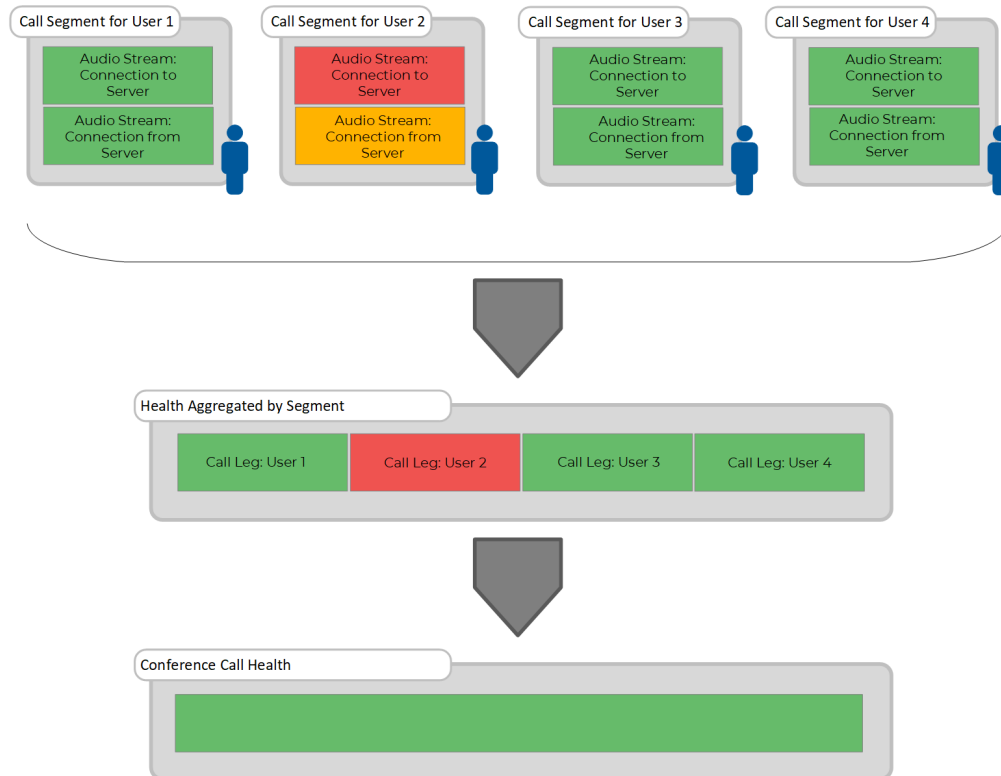 Call Segment for User 1
Call Segment for User 2
Call Segment for User 3
Call Segment for User 4
Audio Stream:
Connection to
Server
Audio Stream:
Connection from
Server
Audio Stream:
Connection to
Server
Audio Stream:
Connection from
Server
Audio Stream:
Connection to
Server
Audio Stream:
Connection from
Server
Audio Stream:
Connection to
Server
Audio Stream:
Connection from
Server
Health Aggregated by Segment
Call Leg: User 1
Call Leg: User 2
Call Leg: User 3
Call Leg: User 4
Conference Call Health